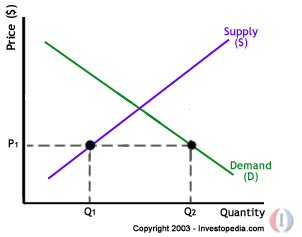 Price ($)
Supply
(S)
P1
Demand
(D)
Q1
Q2
Quantity
Copyright 2003 - Investopedia.com